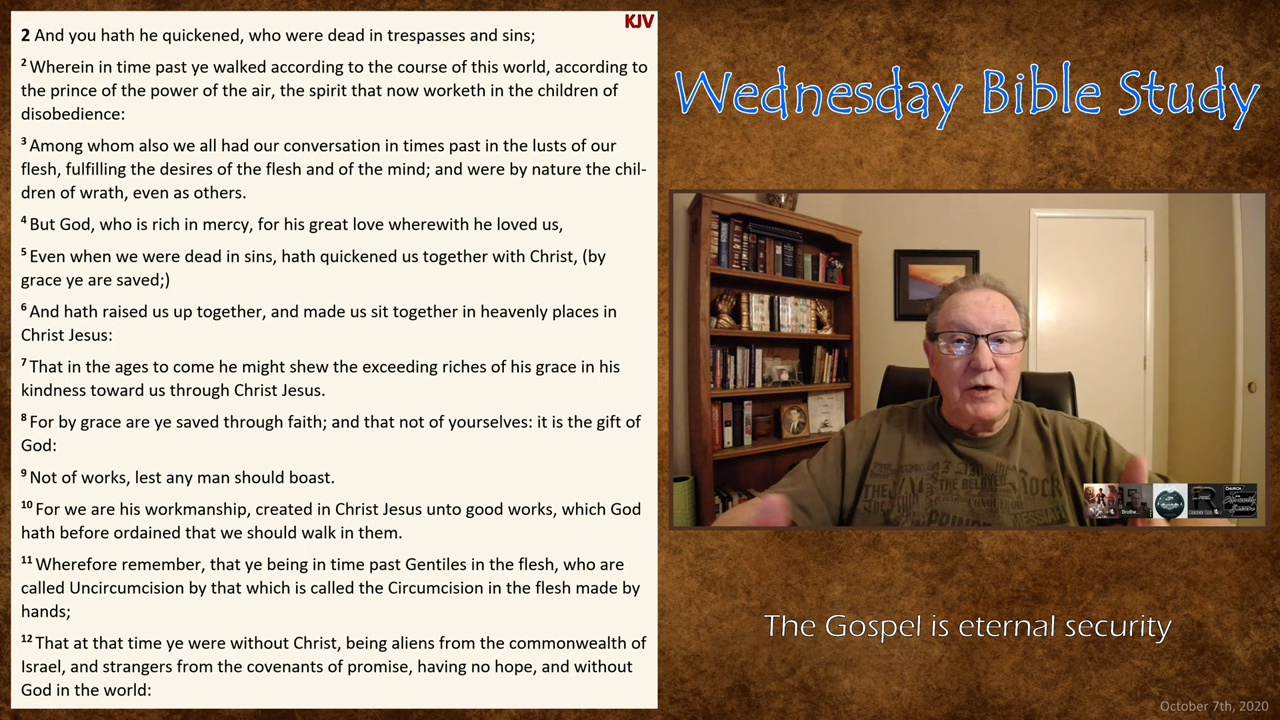 KJV
2 And you hath he quickened, who were dead in trespasses and sins;
2 Wherein in time past ye walked according to the course of this world, according to
the prince of the power of the air, the spirit that now worketh in the children of
disobedience:
3 Among whom also we all had our conversation in times past in the lusts of our
flesh, fulfilling the desires of the flesh and of the mind; and were by nature the chil-
dren of wrath, even as others.
4 But God, who is rich in mercy, for his great love wherewith he loved us,
5 Even when we were dead in sins, hath quickened us together with Christ, (by
grace ye are saved;)
6 And hath raised us up together, and made us sit together in heavenly places in
Christ Jesus:
7 That in the ages to come he might shew the exceeding riches of his grace in his
kindness toward us through Christ Jesus.
8 For by grace are ye saved through faith; and that not of yourselves: it is the gift of
God:
9 Not of works, lest any man should boast.
10 For we are his workmanship, created in Christ Jesus unto good works, which God
hath before ordained that we should walk in them.
11 Wherefore remember, that ye being in time past Gentiles in the flesh, who are
called Uncircumcision by that which is called the Circumcision in the flesh made by
hands;
12 That at that time ye were without Christ, being aliens from the commonwealth of
Israel, and strangers from the covenants of promise, having no hope, and without
God in the world:
Wednesday Bible Study
I AM
THE BELOVED
Rock
PRINCE
MESSIAH
Brothe...
CHURCH
The Gospel is eternal security
October 7th, 2020